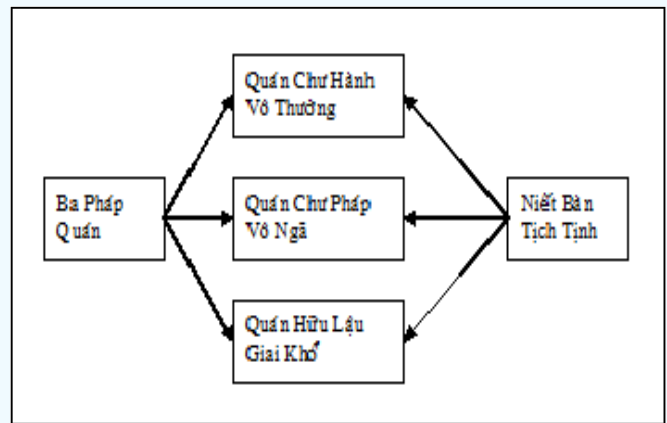 Quán Chư Hành
Vô Thường
Ba Pháp
Quán
Quán Chư Pháp
Vô Ngã
Niết Bàn
Tịch Tịnh
Quán Hữu Lậu
Giai Khổ